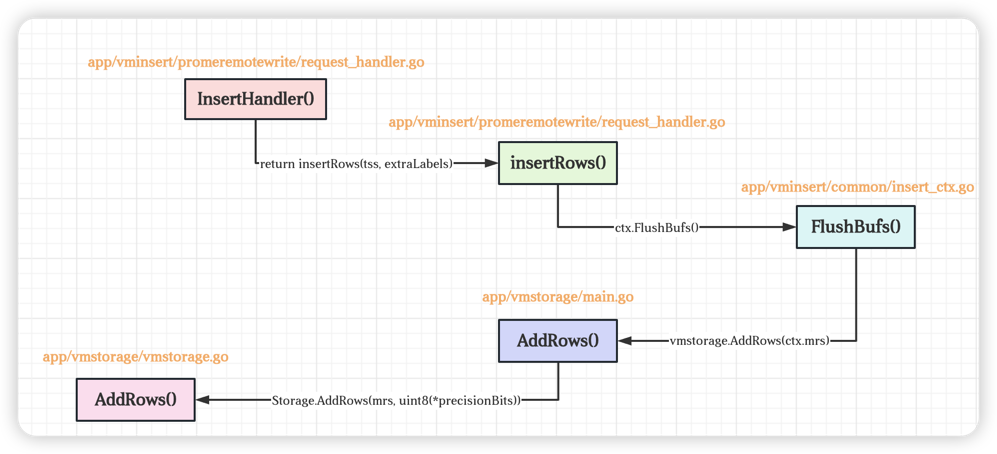 app/vminsert/promeremotewrite/request_handler.go
InsertHandler()
app/vminsert/promeremotewrite/request_handler.go
return insertRows(tss, extraLabels)
insertRows()
app/vminsert/common/insert_ctx.go
ctx.FlushBufs()
FlushBufs()
app/vmstorage/main.go
AddRows()
vmstorage.AddRows(ctx.mrs)
app/vmstorage/vmstorage.go
AddRows()
Storage.AddRows(mrs, uint8(*precisionBits))